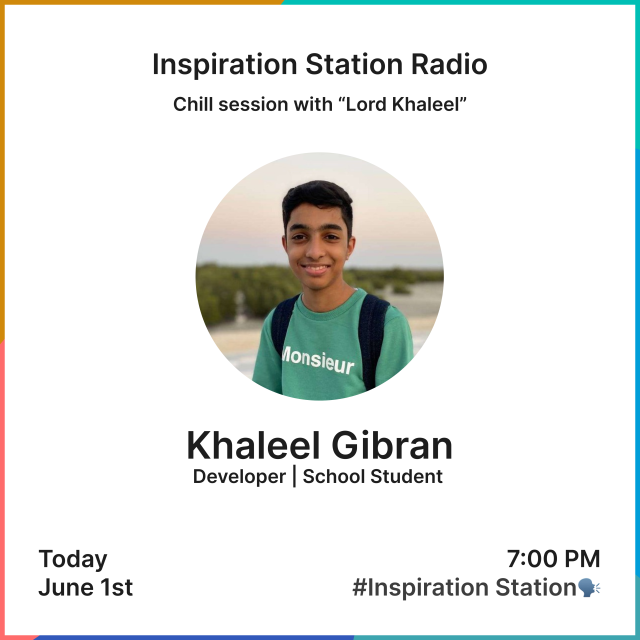 Inspiration Station Radio
Chill session with “Lord Khaleel”
Monsieur
Khaleel Gibran
Developer | School Student
Today
June 1st
7:00 PM
#Inspiration Station🗣